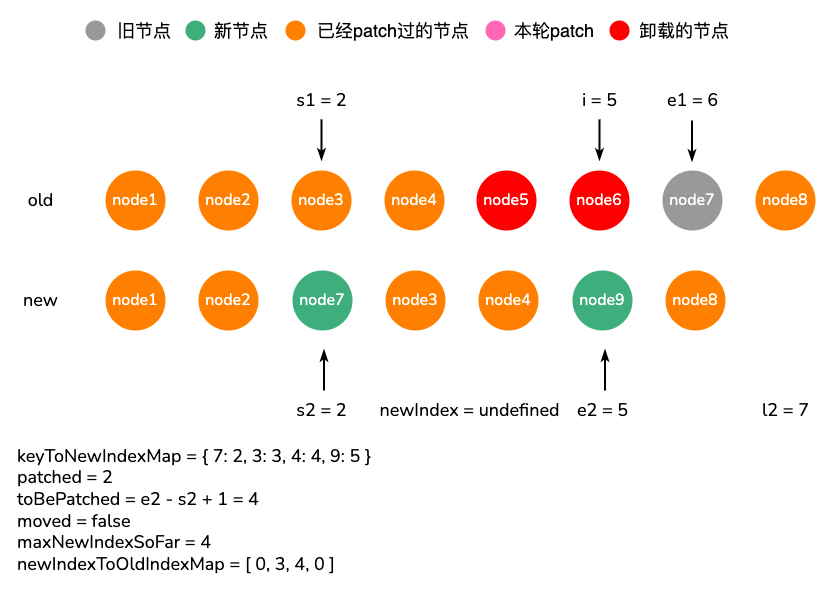 旧节点 新节点 已经patch过的节点 本轮patch 卸载的节点
s1 = 2 i = 5 e1 = 6
old node1 node2 node3 node4 node5 node6 node7 node8
new node1 node2 node7 node3 node4 node9 node8
s2 = 2 newIndex = undefined e2 = 5 l2 = 7
keyToNewIndexMap = { 7: 2, 3: 3, 4: 4, 9: 5 }
patched = 2
toBePatched = e2 - s2 + 1 = 4
moved = false
maxNewIndexSoFar = 4
newIndexToOldIndexMap = [ 0, 3, 4, 0 ]